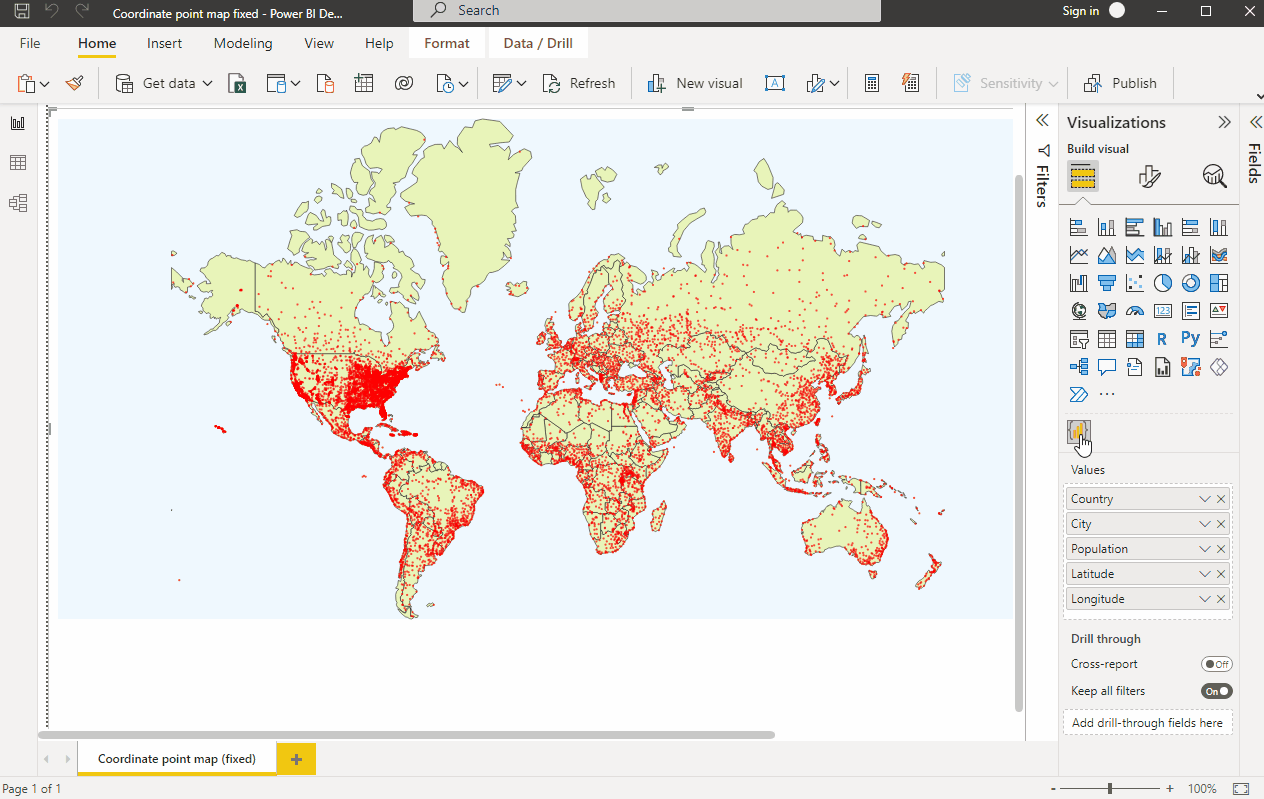 Coordinate point map fixed - Power BI De...
Search
Sign in
File Home Insert Modeling View Help Format Data / Drill
Get data Refresh New visual Sensitivity Publish
Filters
Visualizations
Build visual
Fields
123
R Py
Values
Country
City
Population
Latitude
Longitude
Drill through
Cross-report Off
Keep all filters On
Add drill-through fields here
Coordinate point map (fixed)
Page 1 of 1
- + 100%